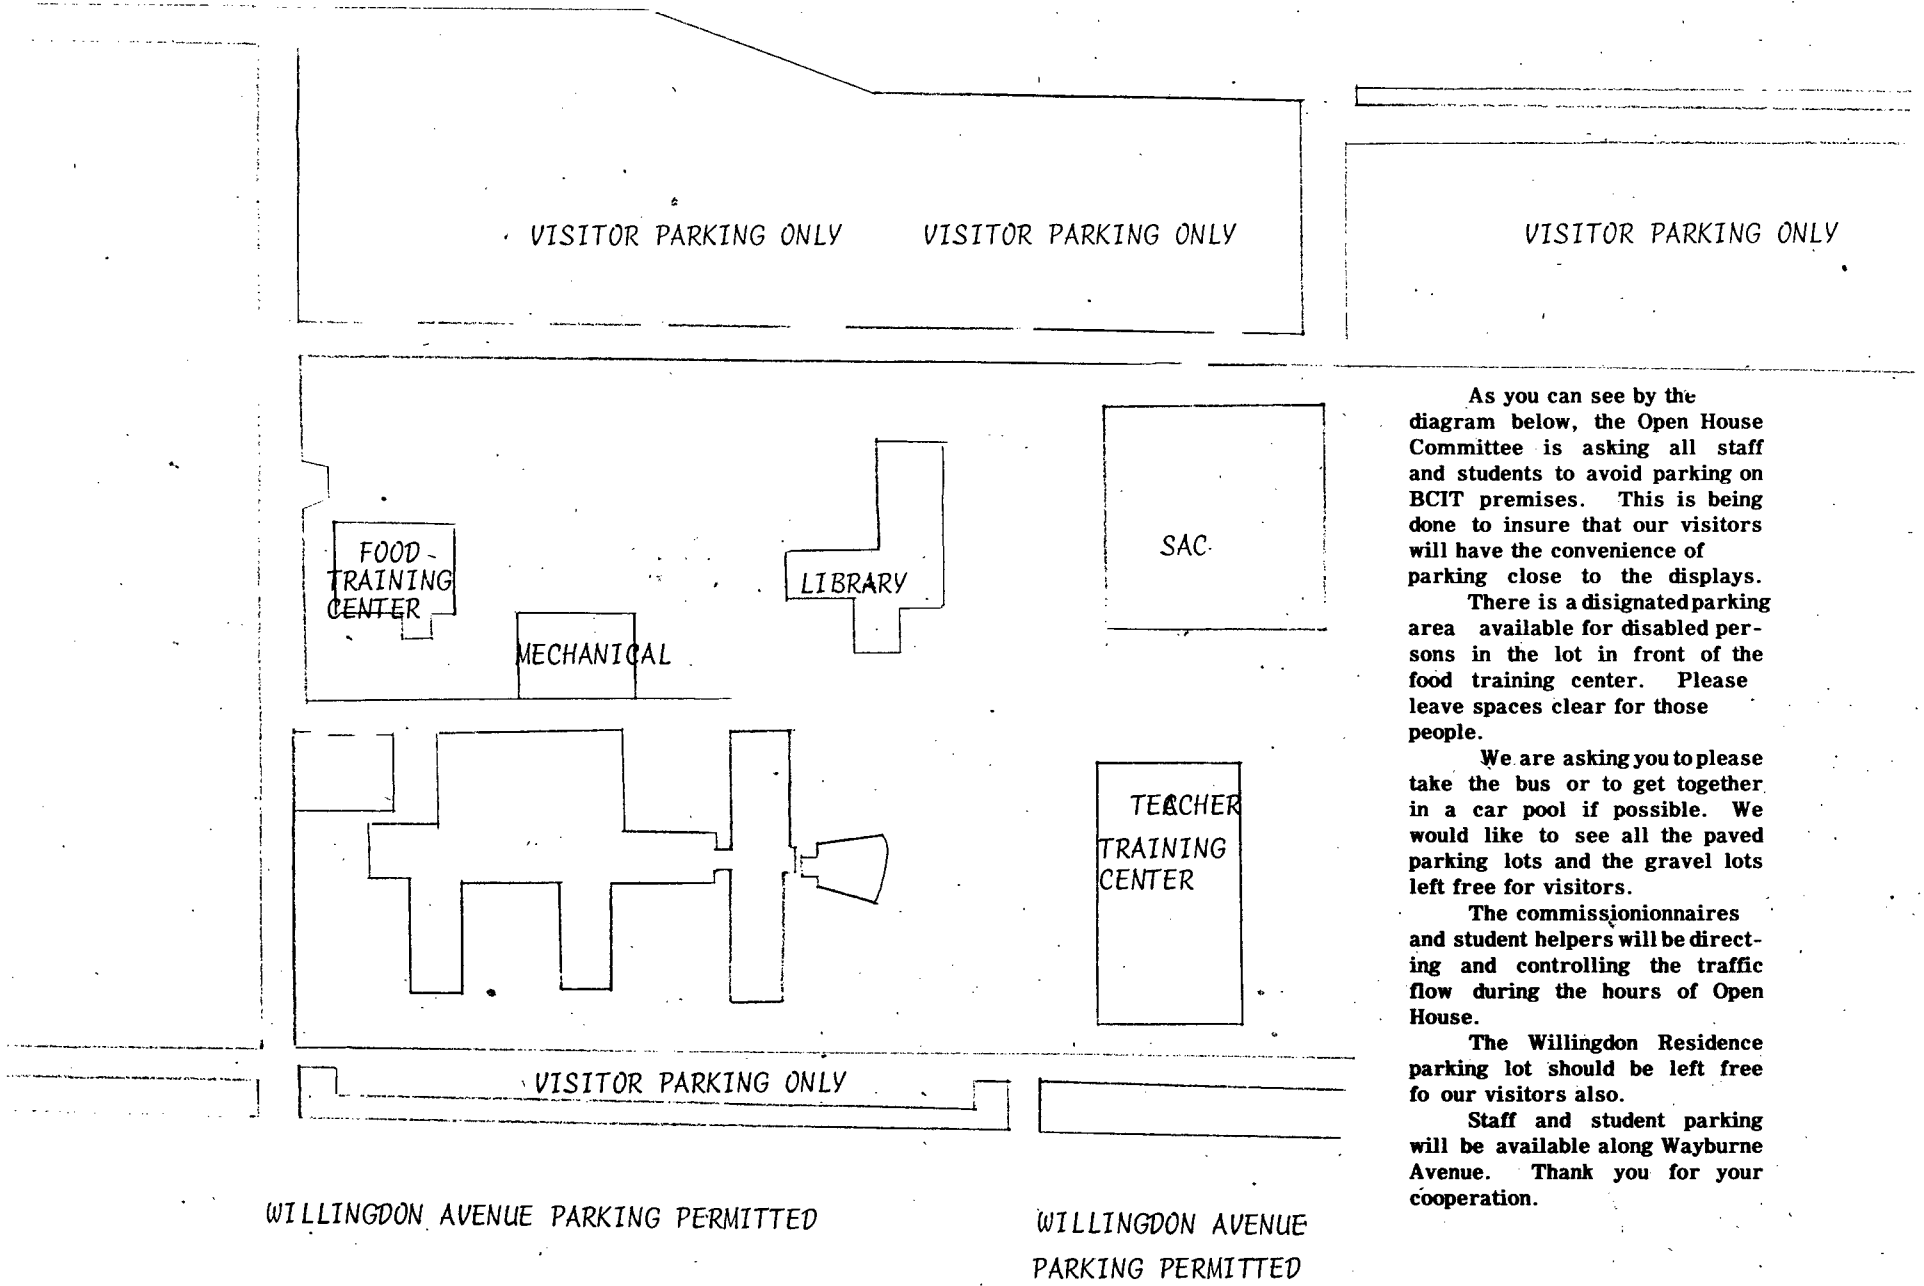 VISITOR PARKING ONLY
VISITOR PARKING ONLY
VISITOR PARKING ONLY
FOOD
TRAINING
CENTER
MECHANICAL
LIBRARY
SAC
TEACHER
TRAINING
CENTER
VISITOR PARKING ONLY
WILLINGDON AVENUE PARKING PERMITTED
WILLINGDON AVENUE
PARKING PERMITTED
As you can see by the
diagram below, the Open House
Committee is asking all staff
and students to avoid parking on
BCIT premises. This is being
done to insure that our visitors
will have the convenience of
parking close to the displays.
There is a disignated parking
area available for disabled per-
sons in the lot in front of the
food training center. Please
leave spaces clear for those
people.
We are asking you to please
take the bus or to get together
in a car pool if possible. We
would like to see all the paved
parking lots and the gravel lots
left free for visitors.
The commissionionnaires
and student helpers will be direct-
ing and controlling the traffic
flow during the hours of Open
House.
The Willingdon Residence
parking lot should be left free
fo our visitors also.
Staff and student parking
will be available along Wayburne
Avenue. Thank you for your
cooperation.